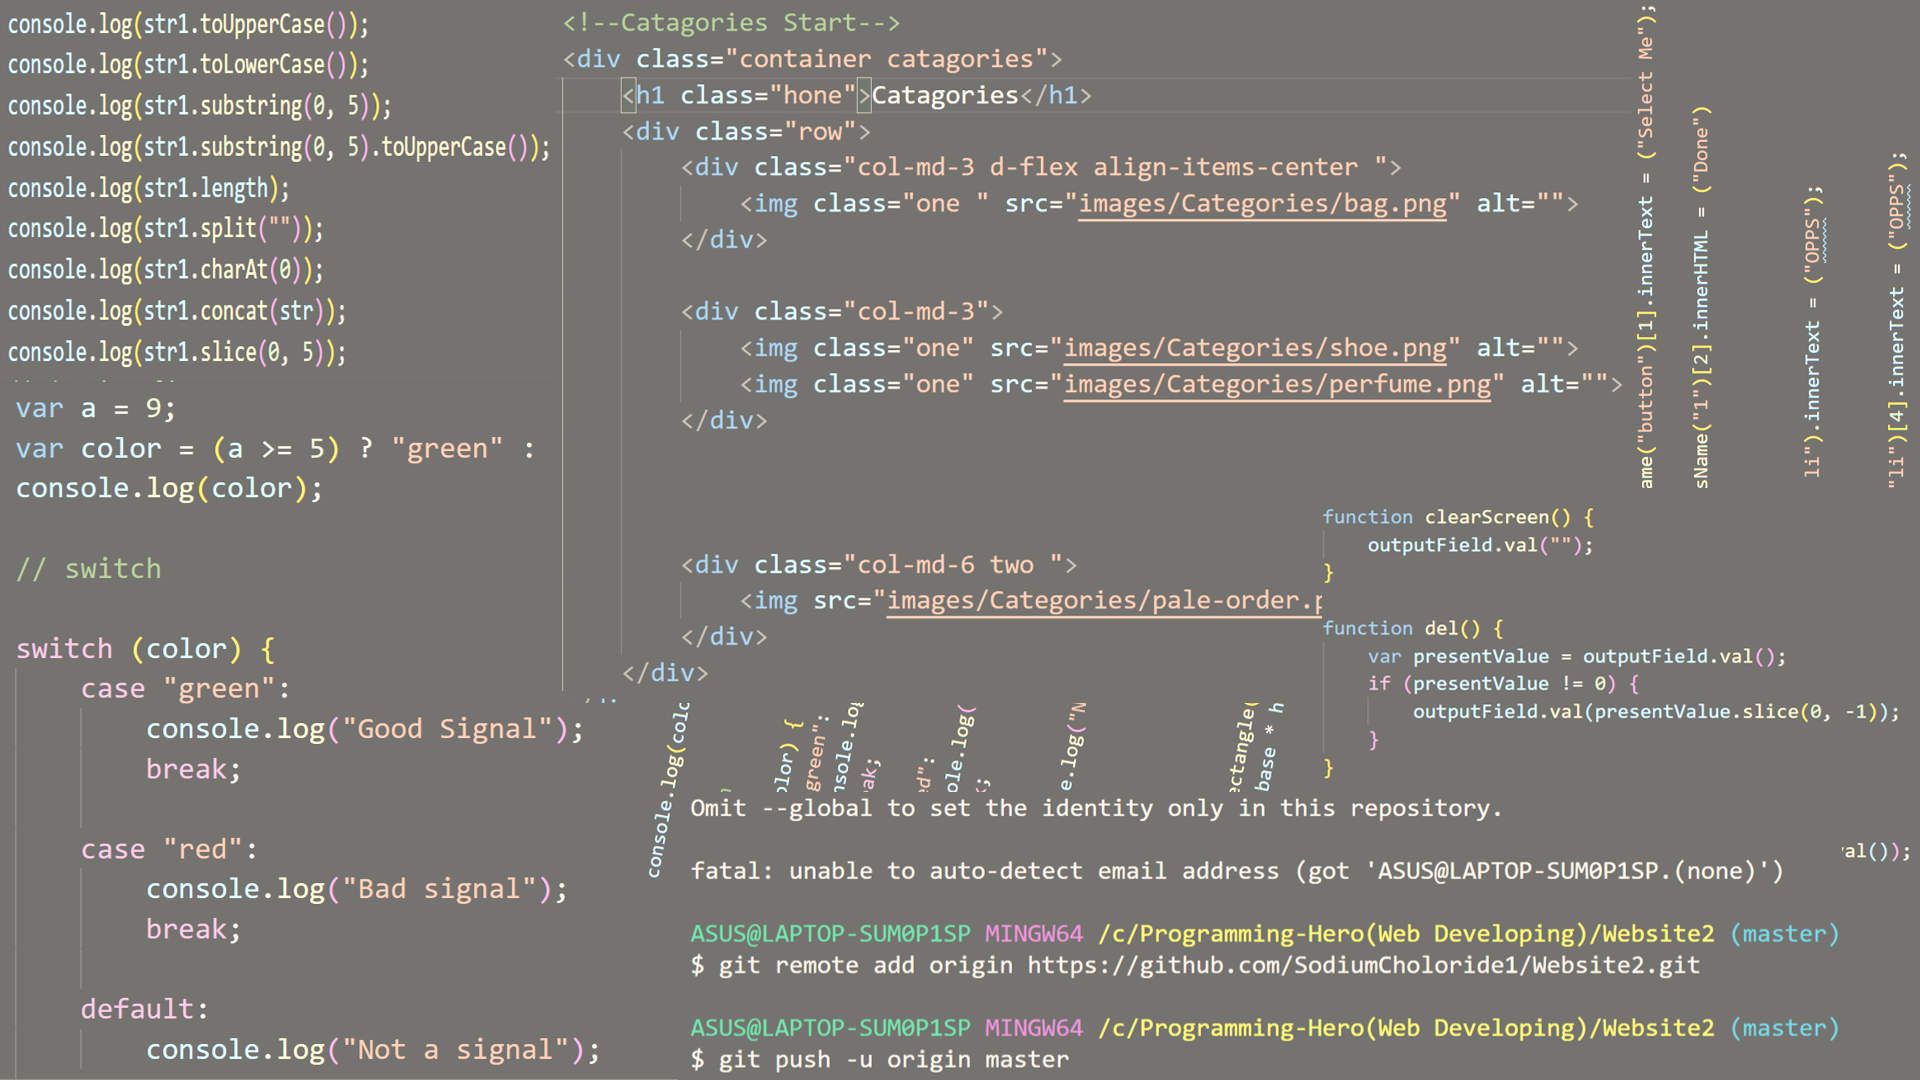 console.log(str1.toUpperCase());
console.log(str1.toLowerCase());
console.log(str1.substring(0, 5));
console.log(str1.substring(0, 5).toUpperCase());
console.log(str1.length);
console.log(str1.split(""));
console.log(str1.charAt(0));
console.log(str1.concat(str));
console.log(str1.slice(0, 5));
var a = 9;
var color = (a >= 5) ? "green" :
console.log(color);
// switch
switch (color) {
case "green":
console.log("Good Signal");
break;
case "red":
console.log("Bad signal");
break;
default:
console.log("Not a signal");
<!--Catagories Start-->
<div class="container catagories">
<h1 class="hone">Catagories</h1>
<div class="row">
<div class="col-md-3 d-flex align-items-center ">
<img class="one " src="images/Categories/bag.png" alt="">
</div>
<div class="col-md-3">
<img class="one" src="images/Categories/shoe.png" alt="">
<img class="one" src="images/Categories/perfume.png" alt="">
</div>
<div class="col-md-6 two ">
<img src="images/Categories/pale-order.p
</div>
</div>
ame("button")[1].innerText = ("Select Me");
sName("1")[2].innerHTML = ("Done")
li").innerText = ("OPPS");
"li")[4].innerText = ("OPPS");
function clearScreen() {
outputField.val("");
}
function del() {
var presentValue = outputField.val();
if (presentValue != 0) {
outputField.val(presentValue.slice(0, -1));
}
}
val());
console.log(colo
olor) {
green":
nsole.log
ak;
ed":
le.log(
k;
e.log("N
ectangle(
base * h
Omit --global to set the identity only in this repository.
fatal: unable to auto-detect email address (got 'ASUS@LAPTOP-SUM0P1SP.(none)')
ASUS@LAPTOP-SUM0P1SP MINGW64 /c/Programming-Hero(Web Developing)/Website2 (master)
$ git remote add origin https://github.com/SodiumCholoride1/Website2.git
ASUS@LAPTOP-SUM0P1SP MINGW64 /c/Programming-Hero(Web Developing)/Website2 (master)
$ git push -u origin master